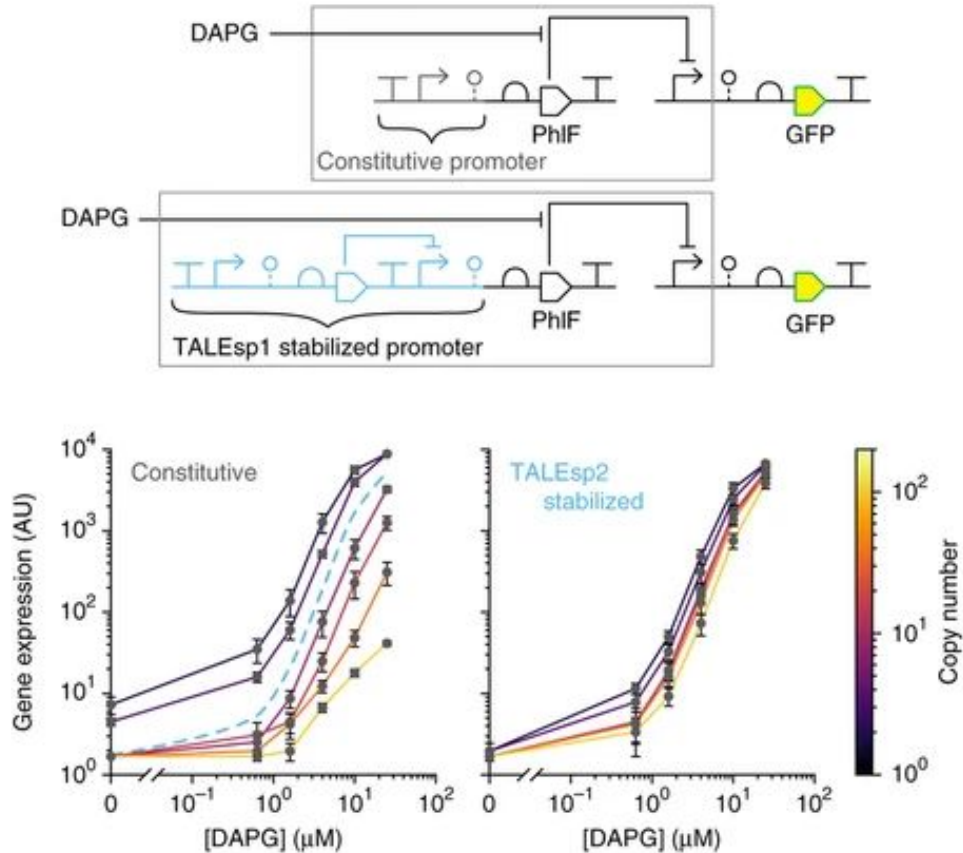 DAPG
PhlF
GFP
Constitutive promoter
DAPG
PhlF
GFP
TALEsp1 stabilized promoter
Gene expression (AU)
10⁴
10³
10²
10¹
10⁰
Constitutive
0
10⁻¹
10⁰
10¹
10²
[DAPG] (μM)
TALEsp2
stabilized
0
10⁻¹
10⁰
10¹
10²
[DAPG] (μM)
10²
10¹
10⁰
Copy number